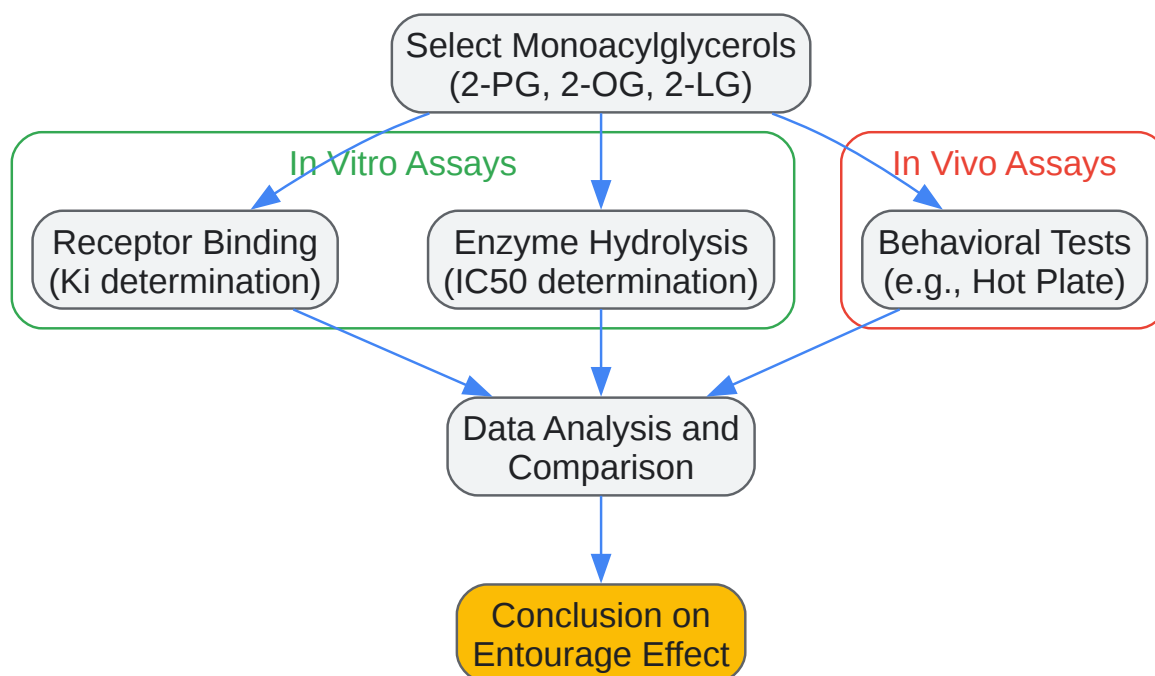 Select Monoacylglycerols
(2-PG, 2-OG, 2-LG)
In Vitro Assays
In Vivo Assays
Receptor Binding
(Ki determination)
Enzyme Hydrolysis
(IC50 determination)
Behavioral Tests
(e.g., Hot Plate)
Data Analysis and
Comparison
Conclusion on
Entourage Effect